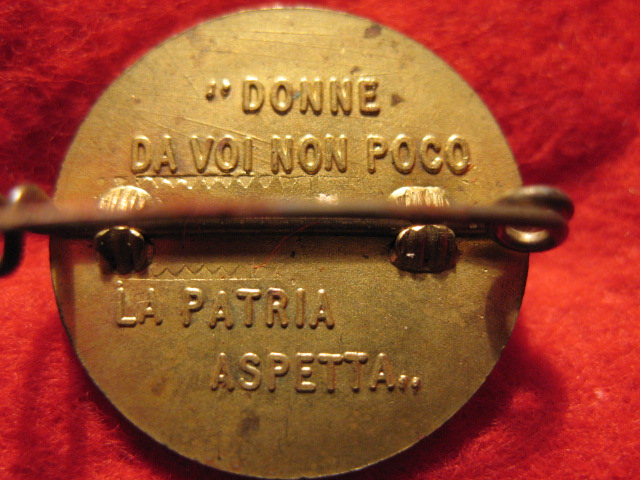 „ DONNE
DA VOI NON POCO
LA PATRIA
ASPETTA „